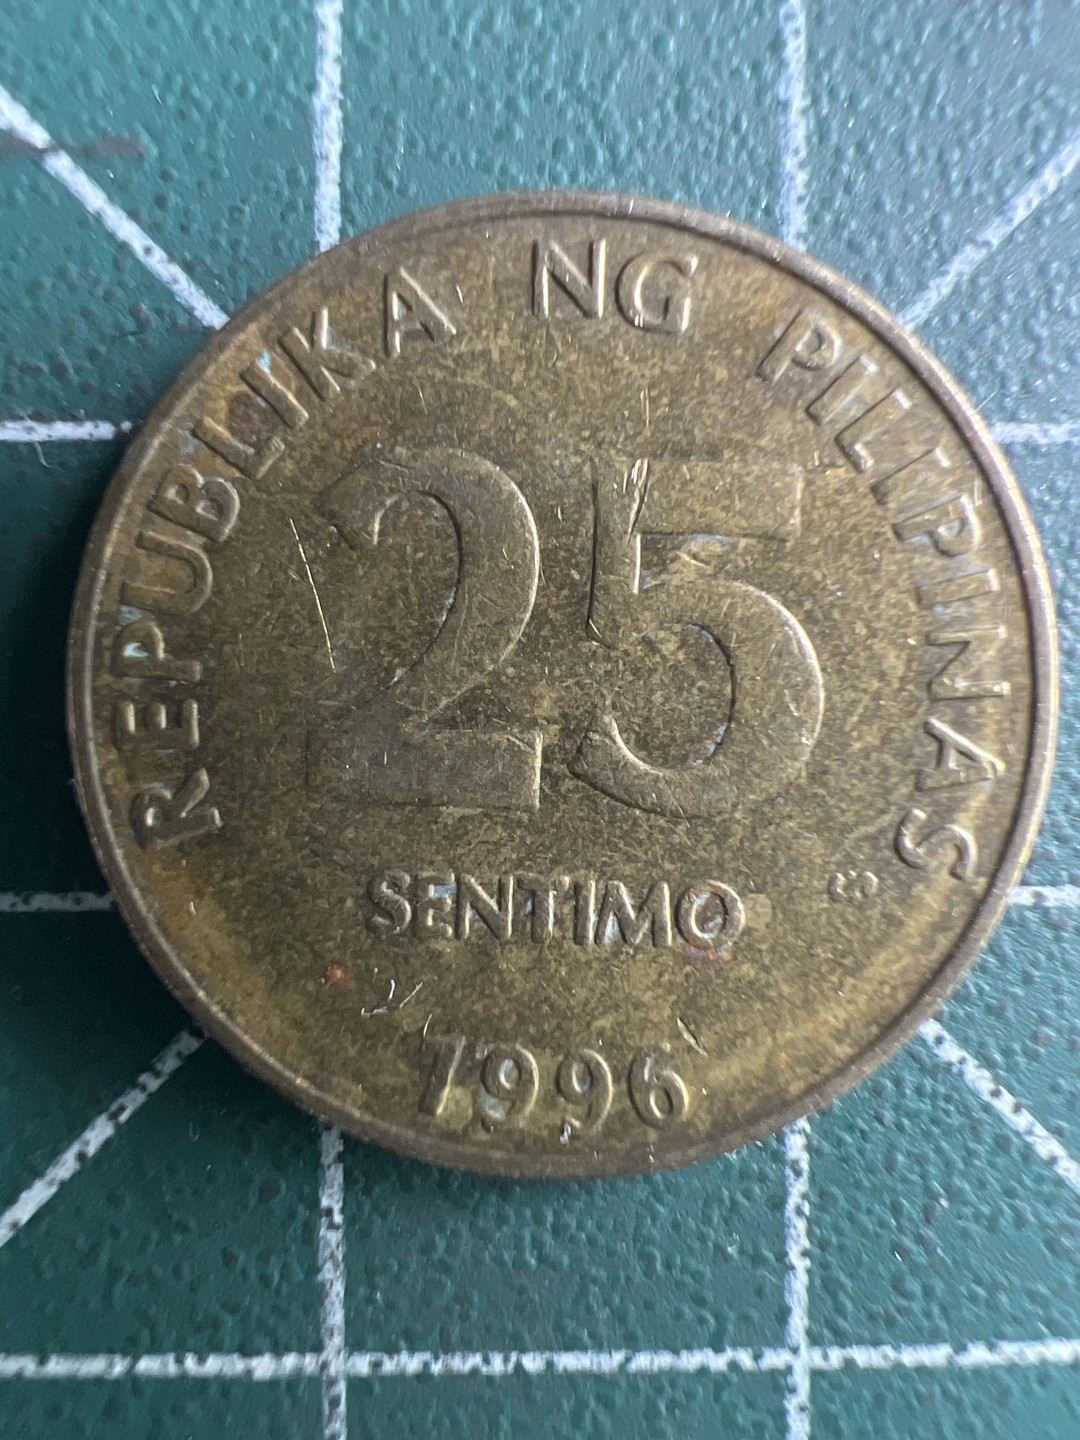 REPUBLIKA NG PILIPINAS
25
SENTIMO
1996